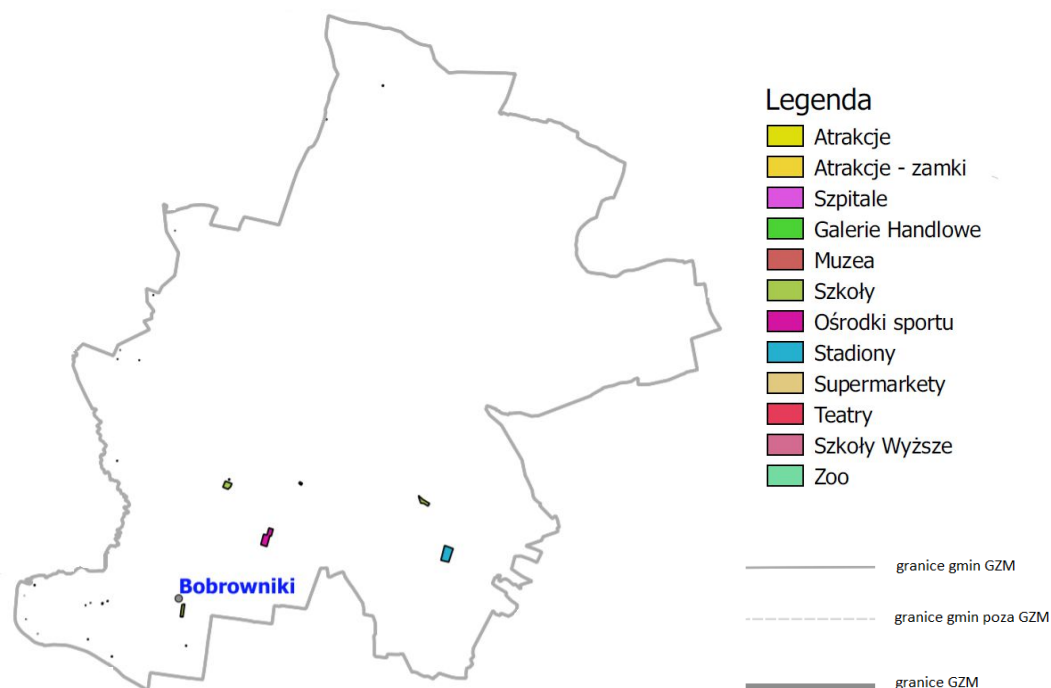 Legenda
Atrakcje
Atrakcje - zamki
Szpitale
Galerie Handlowe
Muzea
Szkoły
Ośrodki sportu
Stadiony
Supermarkety
Teatry
Szkoły Wyższe
Zoo
Bobrowniki
granice gmin GZM
granice gmin poza GZM
granice GZM